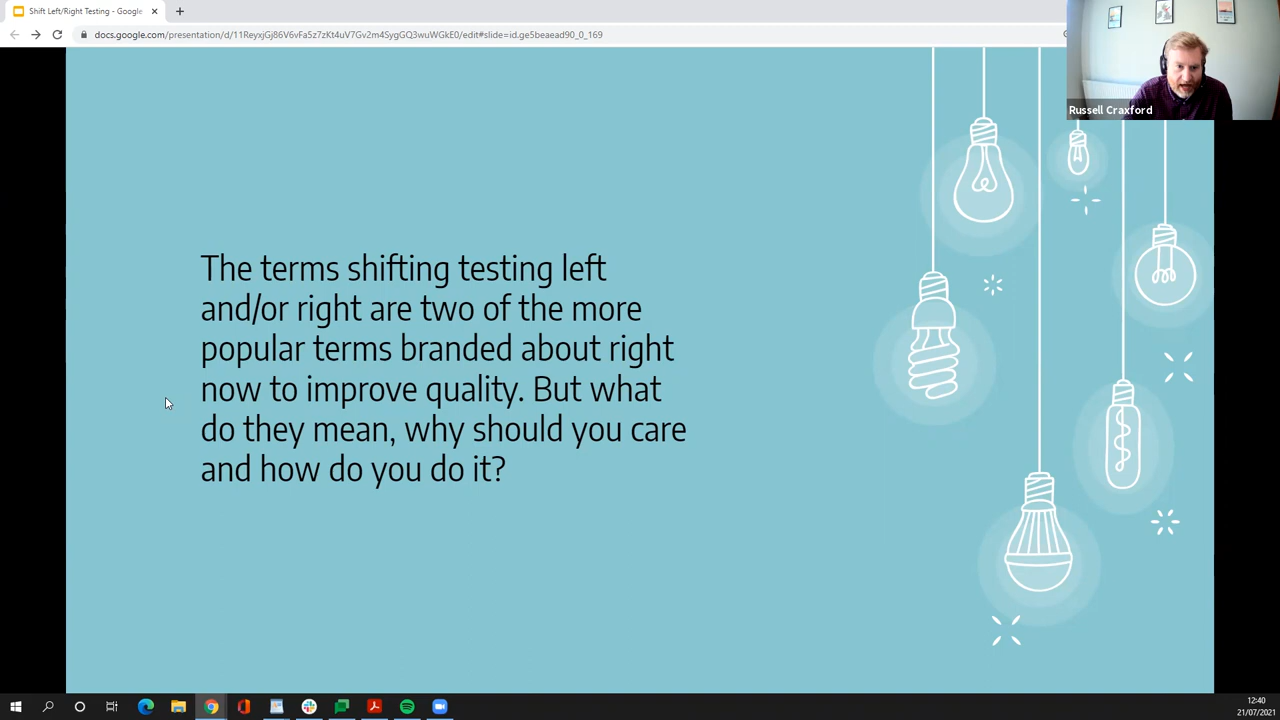 Shift Left/Right Testing - Google
docs.google.com/presentation/d/11ReyxjGj86V6vFa5z7zKt4uV7Gv2m4SygGQ3wuWGkE0/edit#slide=id.ge5beaead90_0_169
Russell Craxford
The terms shifting testing left
and/or right are two of the more
popular terms branded about right
now to improve quality. But what
do they mean, why should you care
and how do you do it?
12:40
21/07/2021